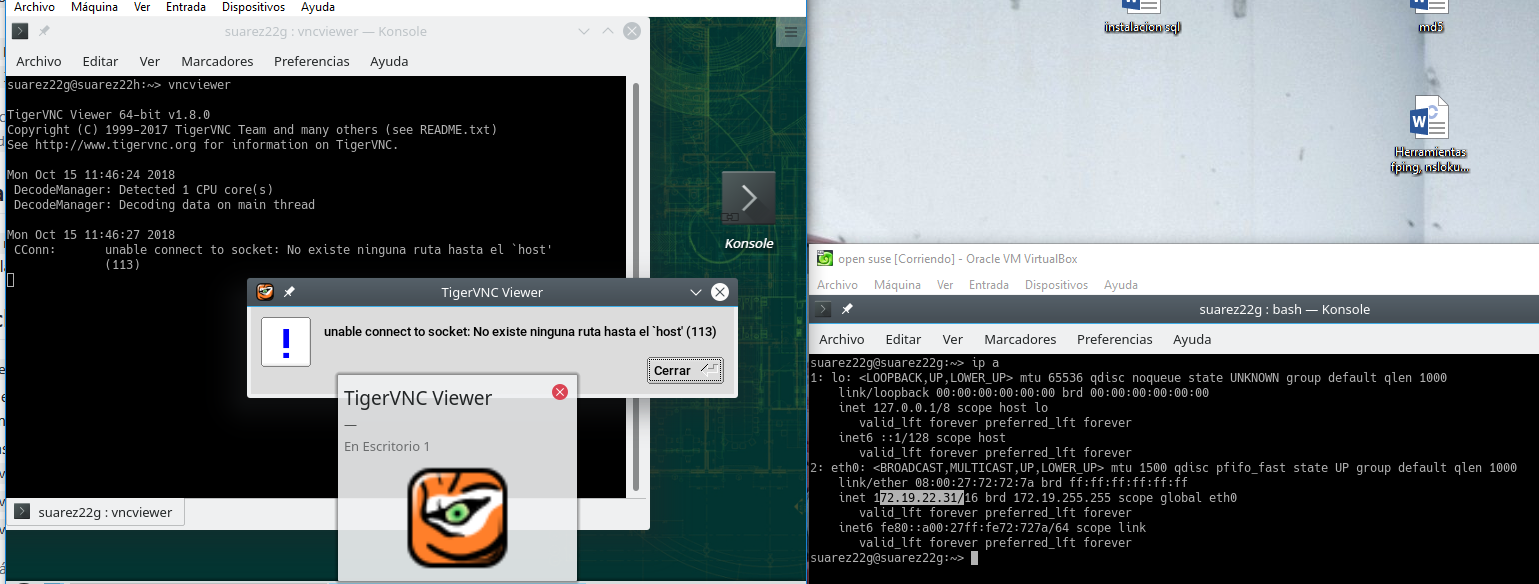 Archivo Máquina Ver Entrada Dispositivos Ayuda
suarez22g : vncviewer — Konsole
Archivo Editar Ver Marcadores Preferencias Ayuda
suarez22g@suarez22h:~> vncviewer
TigerVNC Viewer 64-bit v1.8.0
Copyright (C) 1999-2017 TigerVNC Team and many others (see README.txt)
See http://www.tigervnc.org for information on TigerVNC.
Mon Oct 15 11:46:24 2018
DecodeManager: Detected 1 CPU core(s)
DecodeManager: Decoding data on main thread
Mon Oct 15 11:46:27 2018
CConn: unable connect to socket: No existe ninguna ruta hasta el `host'
(113)
Konsole
TigerVNC Viewer
unable connect to socket: No existe ninguna ruta hasta el `host' (113)
Cerrar
TigerVNC Viewer
—
En Escritorio 1
suarez22g : vncviewer
instalacion sql
md5
Herramientas
fping, nsloku...
open suse [Corriendo] - Oracle VM VirtualBox
Archivo Máquina Ver Entrada Dispositivos Ayuda
suarez22g : bash — Konsole
Archivo Editar Ver Marcadores Preferencias Ayuda
suarez22g@suarez22g:~> ip a
1: lo: <LOOPBACK,UP,LOWER_UP> mtu 65536 qdisc noqueue state UNKNOWN group default qlen 1000
link/loopback 00:00:00:00:00:00 brd 00:00:00:00:00:00
inet 127.0.0.1/8 scope host lo
valid_lft forever preferred_lft forever
inet6 ::1/128 scope host
valid_lft forever preferred_lft forever
2: eth0: <BROADCAST,MULTICAST,UP,LOWER_UP> mtu 1500 qdisc pfifo_fast state UP group default qlen 1000
link/ether 08:00:27:72:72:7a brd ff:ff:ff:ff:ff:ff
inet 172.19.22.31/16 brd 172.19.255.255 scope global eth0
valid_lft forever preferred_lft forever
inet6 fe80::a00:27ff:fe72:727a/64 scope link
valid_lft forever preferred_lft forever
suarez22g@suarez22g:~>